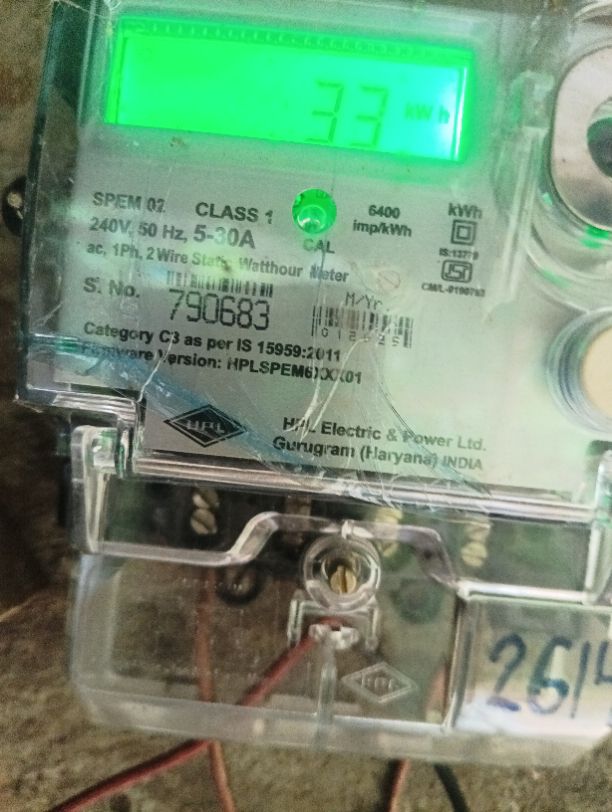 33 kWh
SPEM 02 CLASS 1 6400 kWh
240V, 50 Hz, 5-30A CAL imp/kWh
ac, 1Ph, 2 Wire Static Watthour Meter
IS:13779
S. No. 790683 M/Yr.
Category C3 as per IS 15959:2011
Firmware Version: HPLSPEM6XXX01
HPL
HPL Electric & Power Ltd.
Gurugram (Haryana) INDIA
HPL